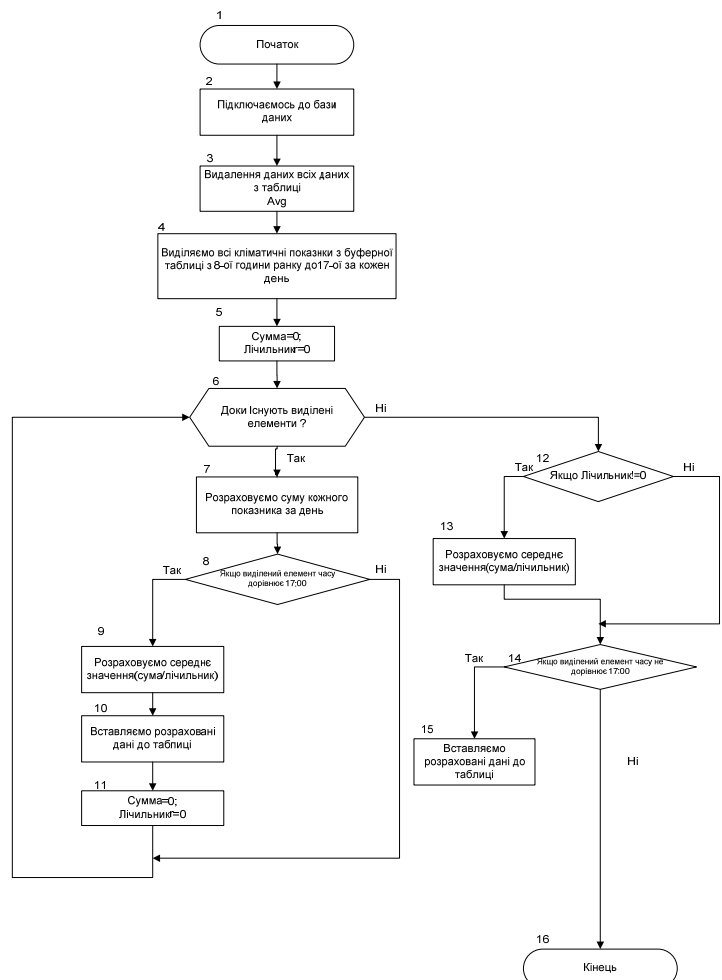 1
Початок
2
Підключаємось до бази
даних
3
Видалення даних всіх даних
з таблиці
Avg
4
Виділяємо всі кліматичні показнки з буферної
таблиці з 8-ої години ранку до17-ої за кожен
день
5
Сумма=0;
Лічильник=0
6
Доки Існують виділені
елементи ?
Ні
Так
7
Розраховуємо суму кожного
показника за день
8
Якщо виділений елемент часу
дорівнює 17:00
Так
Ні
9
Розраховуємо середнє
значення(сума/лічильник)
10
Вставляємо розраховані
дані до таблиці
11
Сумма=0;
Лічильник=0
12
Якщо Лічильник!=0
Так
Ні
13
Розраховуємо середнє
значення(сума/лічильник)
14
Якщо виділений елемент часу не
дорівнює 17:00
Так
Ні
15
Вставляємо
розраховані дані до
таблиці
16
Кінець